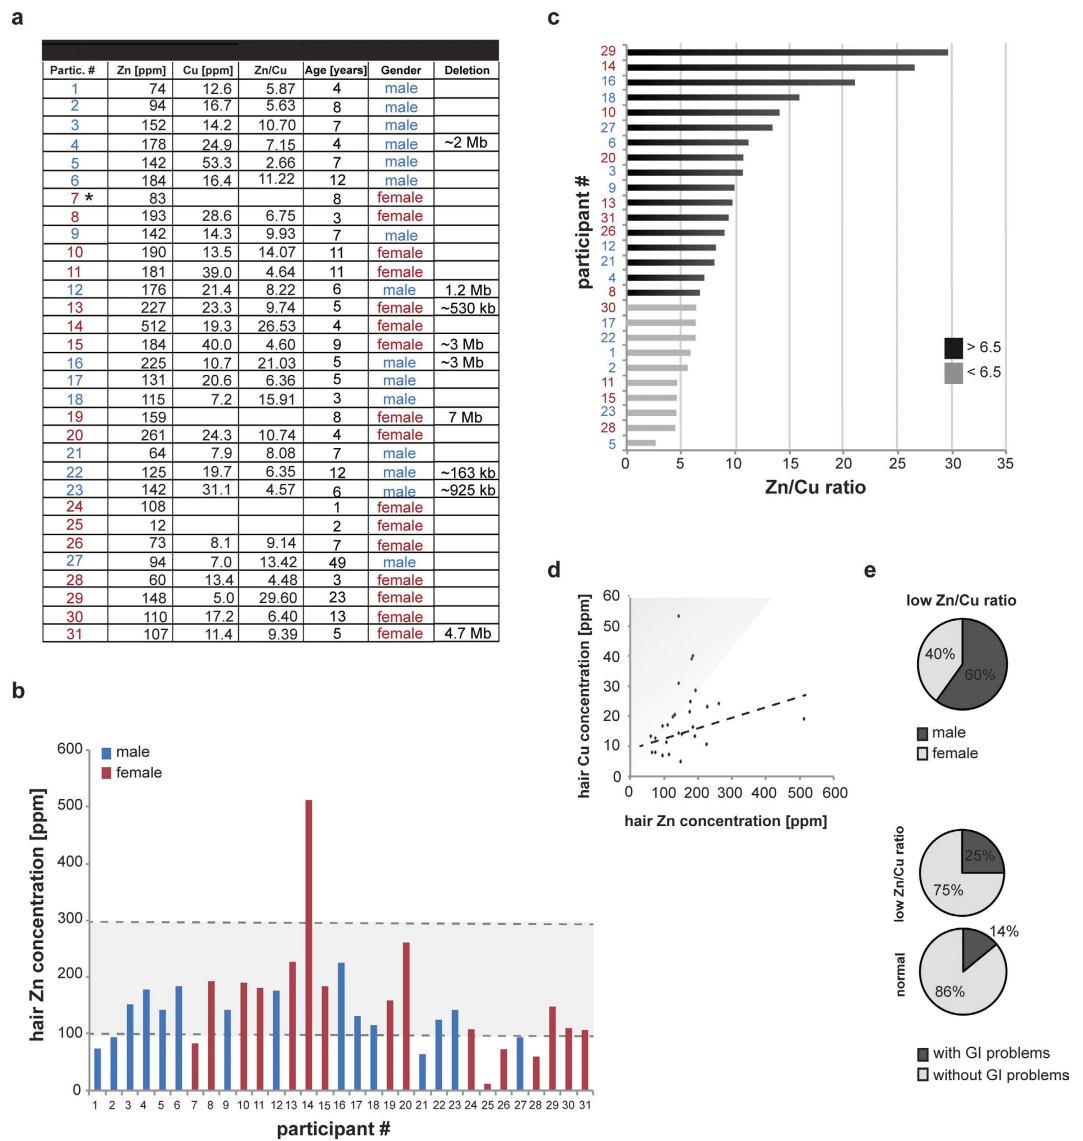 a
Partic. # Zn [ppm] Cu [ppm] Zn/Cu Age [years] Gender Deletion
1 74 12.6 5.87 4 male
2 94 16.7 5.63 8 male
3 152 14.2 10.70 7 male
4 178 24.9 7.15 4 male ~2 Mb
5 142 53.3 2.66 7 male
6 184 16.4 11.22 12 male
7 * 83 8 female
8 193 28.6 6.75 3 female
9 142 14.3 9.93 7 male
10 190 13.5 14.07 11 female
11 181 39.0 4.64 11 female
12 176 21.4 8.22 6 male 1.2 Mb
13 227 23.3 9.74 5 female ~530 kb
14 512 19.3 26.53 4 female
15 184 40.0 4.60 9 female ~3 Mb
16 225 10.7 21.03 5 male ~3 Mb
17 131 20.6 6.36 5 male
18 115 7.2 15.91 3 male
19 159 8 female 7 Mb
20 261 24.3 10.74 4 female
21 64 7.9 8.08 7 male
22 125 19.7 6.35 12 male ~163 kb
23 142 31.1 4.57 6 male ~925 kb
24 108 1 female
25 12 2 female
26 73 8.1 9.14 7 female
27 94 7.0 13.42 49 male
28 60 13.4 4.48 3 female
29 148 5.0 29.60 23 female
30 110 17.2 6.40 13 female
31 107 11.4 9.39 5 female 4.7 Mb
b
male
female
hair Zn concentration [ppm]
600
500
400
300
200
100
0
1 2 3 4 5 6 7 8 9 10 11 12 13 14 15 16 17 18 19 20 21 22 23 24 25 26 27 28 29 30 31
participant #
c
participant #
29
14
16
18
10
27
6
20
3
9
13
31
26
12
21
4
8
30
17
22
1
2
11
15
23
28
5
> 6.5
< 6.5
0 5 10 15 20 25 30 35
Zn/Cu ratio
d
hair Cu concentration [ppm]
60
50
40
30
20
10
0
0 100 200 300 400 500 600
hair Zn concentration [ppm]
e
low Zn/Cu ratio
40%
60%
male
female
low Zn/Cu ratio
25%
75%
normal
14%
86%
with GI problems
without GI problems